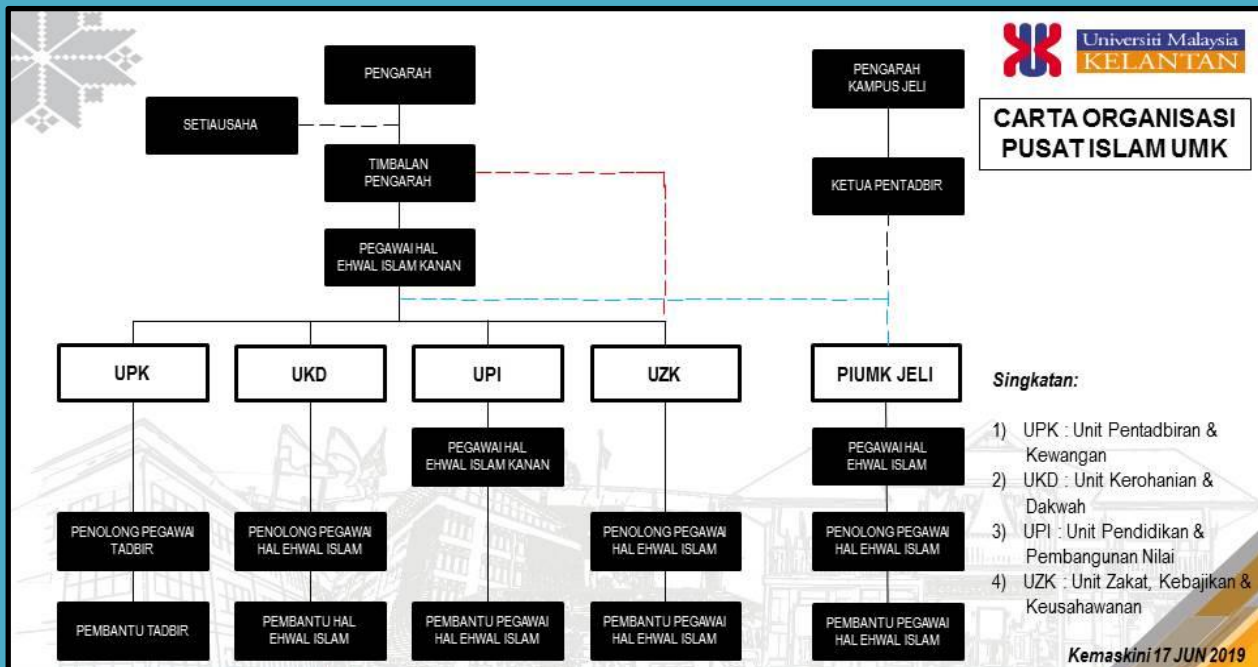 PENGARAH
PENGARAH
KAMPUS JELI
Universiti Malaysia
KELANTAN
CARTA ORGANISASI
PUSAT ISLAM UMK
SETIAUSAHA
TIMBALAN
PENGARAH
KETUA PENTADBIR
PEGAWAI HAL
EHWAL ISLAM KANAN
UPK
UKD
UPI
UZK
PIUMK JELI
PEGAWAI HAL
EHWAL ISLAM KANAN
PEGAWAI HAL
EHWAL ISLAM
PENOLONG PEGAWAI
TADBIR
PENOLONG PEGAWAI
HAL EHWAL ISLAM
PENOLONG PEGAWAI
HAL EHWAL ISLAM
PENOLONG PEGAWAI
HAL EHWAL ISLAM
PEMBANTU TADBIR
PEMBANTU HAL
EHWAL ISLAM
PEMBANTU PEGAWAI
HAL EHWAL ISLAM
PEMBANTU PEGAWAI
HAL EHWAL ISLAM
PEMBANTU PEGAWAI
HAL EHWAL ISLAM
Singkatan:
1) UPK : Unit Pentadbiran &
Kewangan
2) UKD : Unit Kerohanian &
Dakwah
3) UPI : Unit Pendidikan &
Pembangunan Nilai
4) UZK : Unit Zakat, Kebajikan &
Keusahawanan
Kemaskini 17 JUN 2019